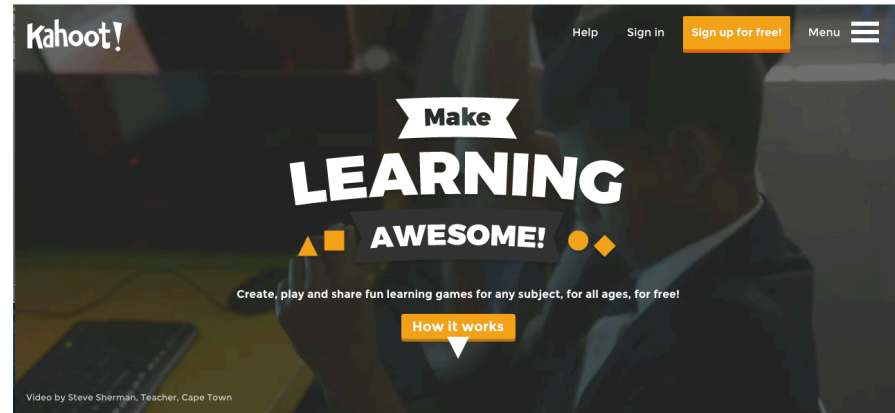 Kahoot!
Help Sign in Sign up for free! Menu
Make
LEARNING
AWESOME!
Create, play and share fun learning games for any subject, for all ages, for free!
How it works
Video by Steve Sherman, Teacher, Cape Town